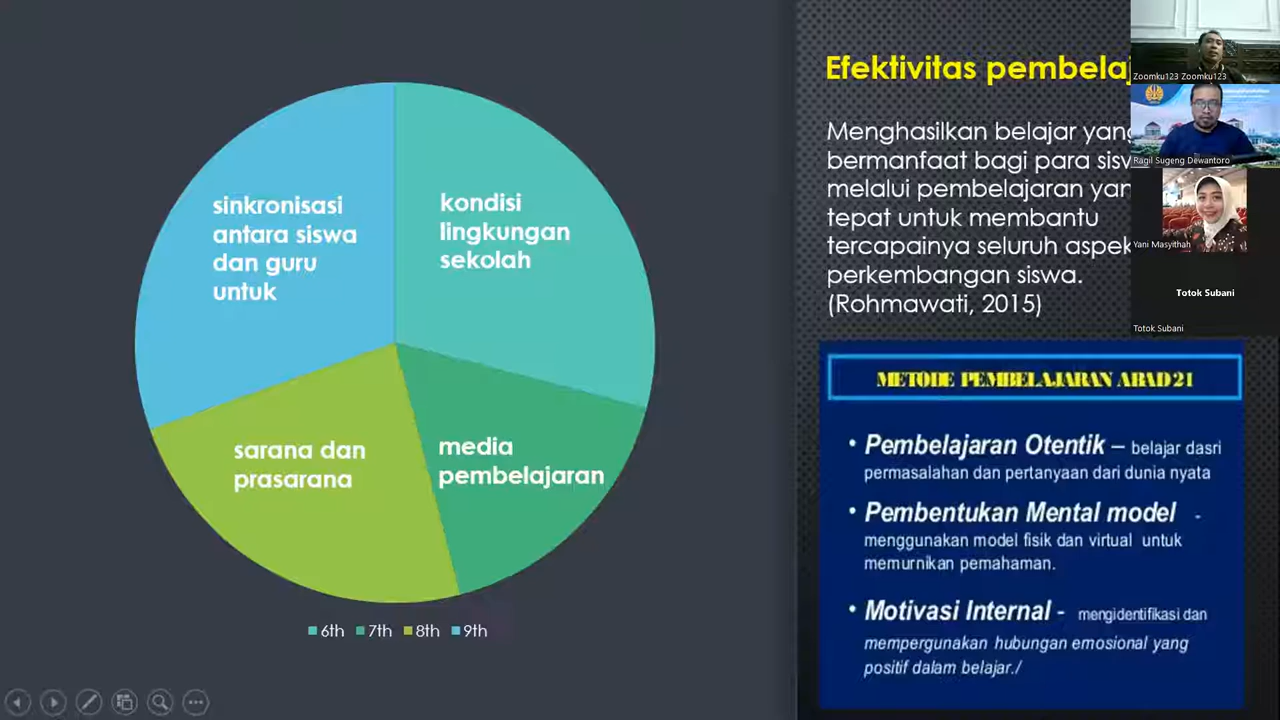 sinkronisasi
antara siswa
dan guru
untuk
kondisi
lingkungan
sekolah
sarana dan
prasarana
media
pembelajaran
6th 7th 8th 9th
Efektivitas pembelaj
Menghasilkan belajar yang
bermanfaat bagi para sisw
melalui pembelajaran yan
tepat untuk membantu
tercapainya seluruh aspek
perkembangan siswa.
(Rohmawati, 2015)
METODE PEMBELAJARAN ABAD 21
• Pembelajaran Otentik – belajar dasri
permasalahan dan pertanyaan dari dunia nyata
• Pembentukan Mental model -
menggunakan model fisik dan virtual untuk
memurnikan pemahaman.
• Motivasi Internal - mengidentifikasi dan
mempergunakan hubungan emosional yang
positif dalam belajar./
Zoomku123 Zoomku123
Ragil Sugeng Dewantoro
Yani Masyithah
Totok Subani
Totok Subani